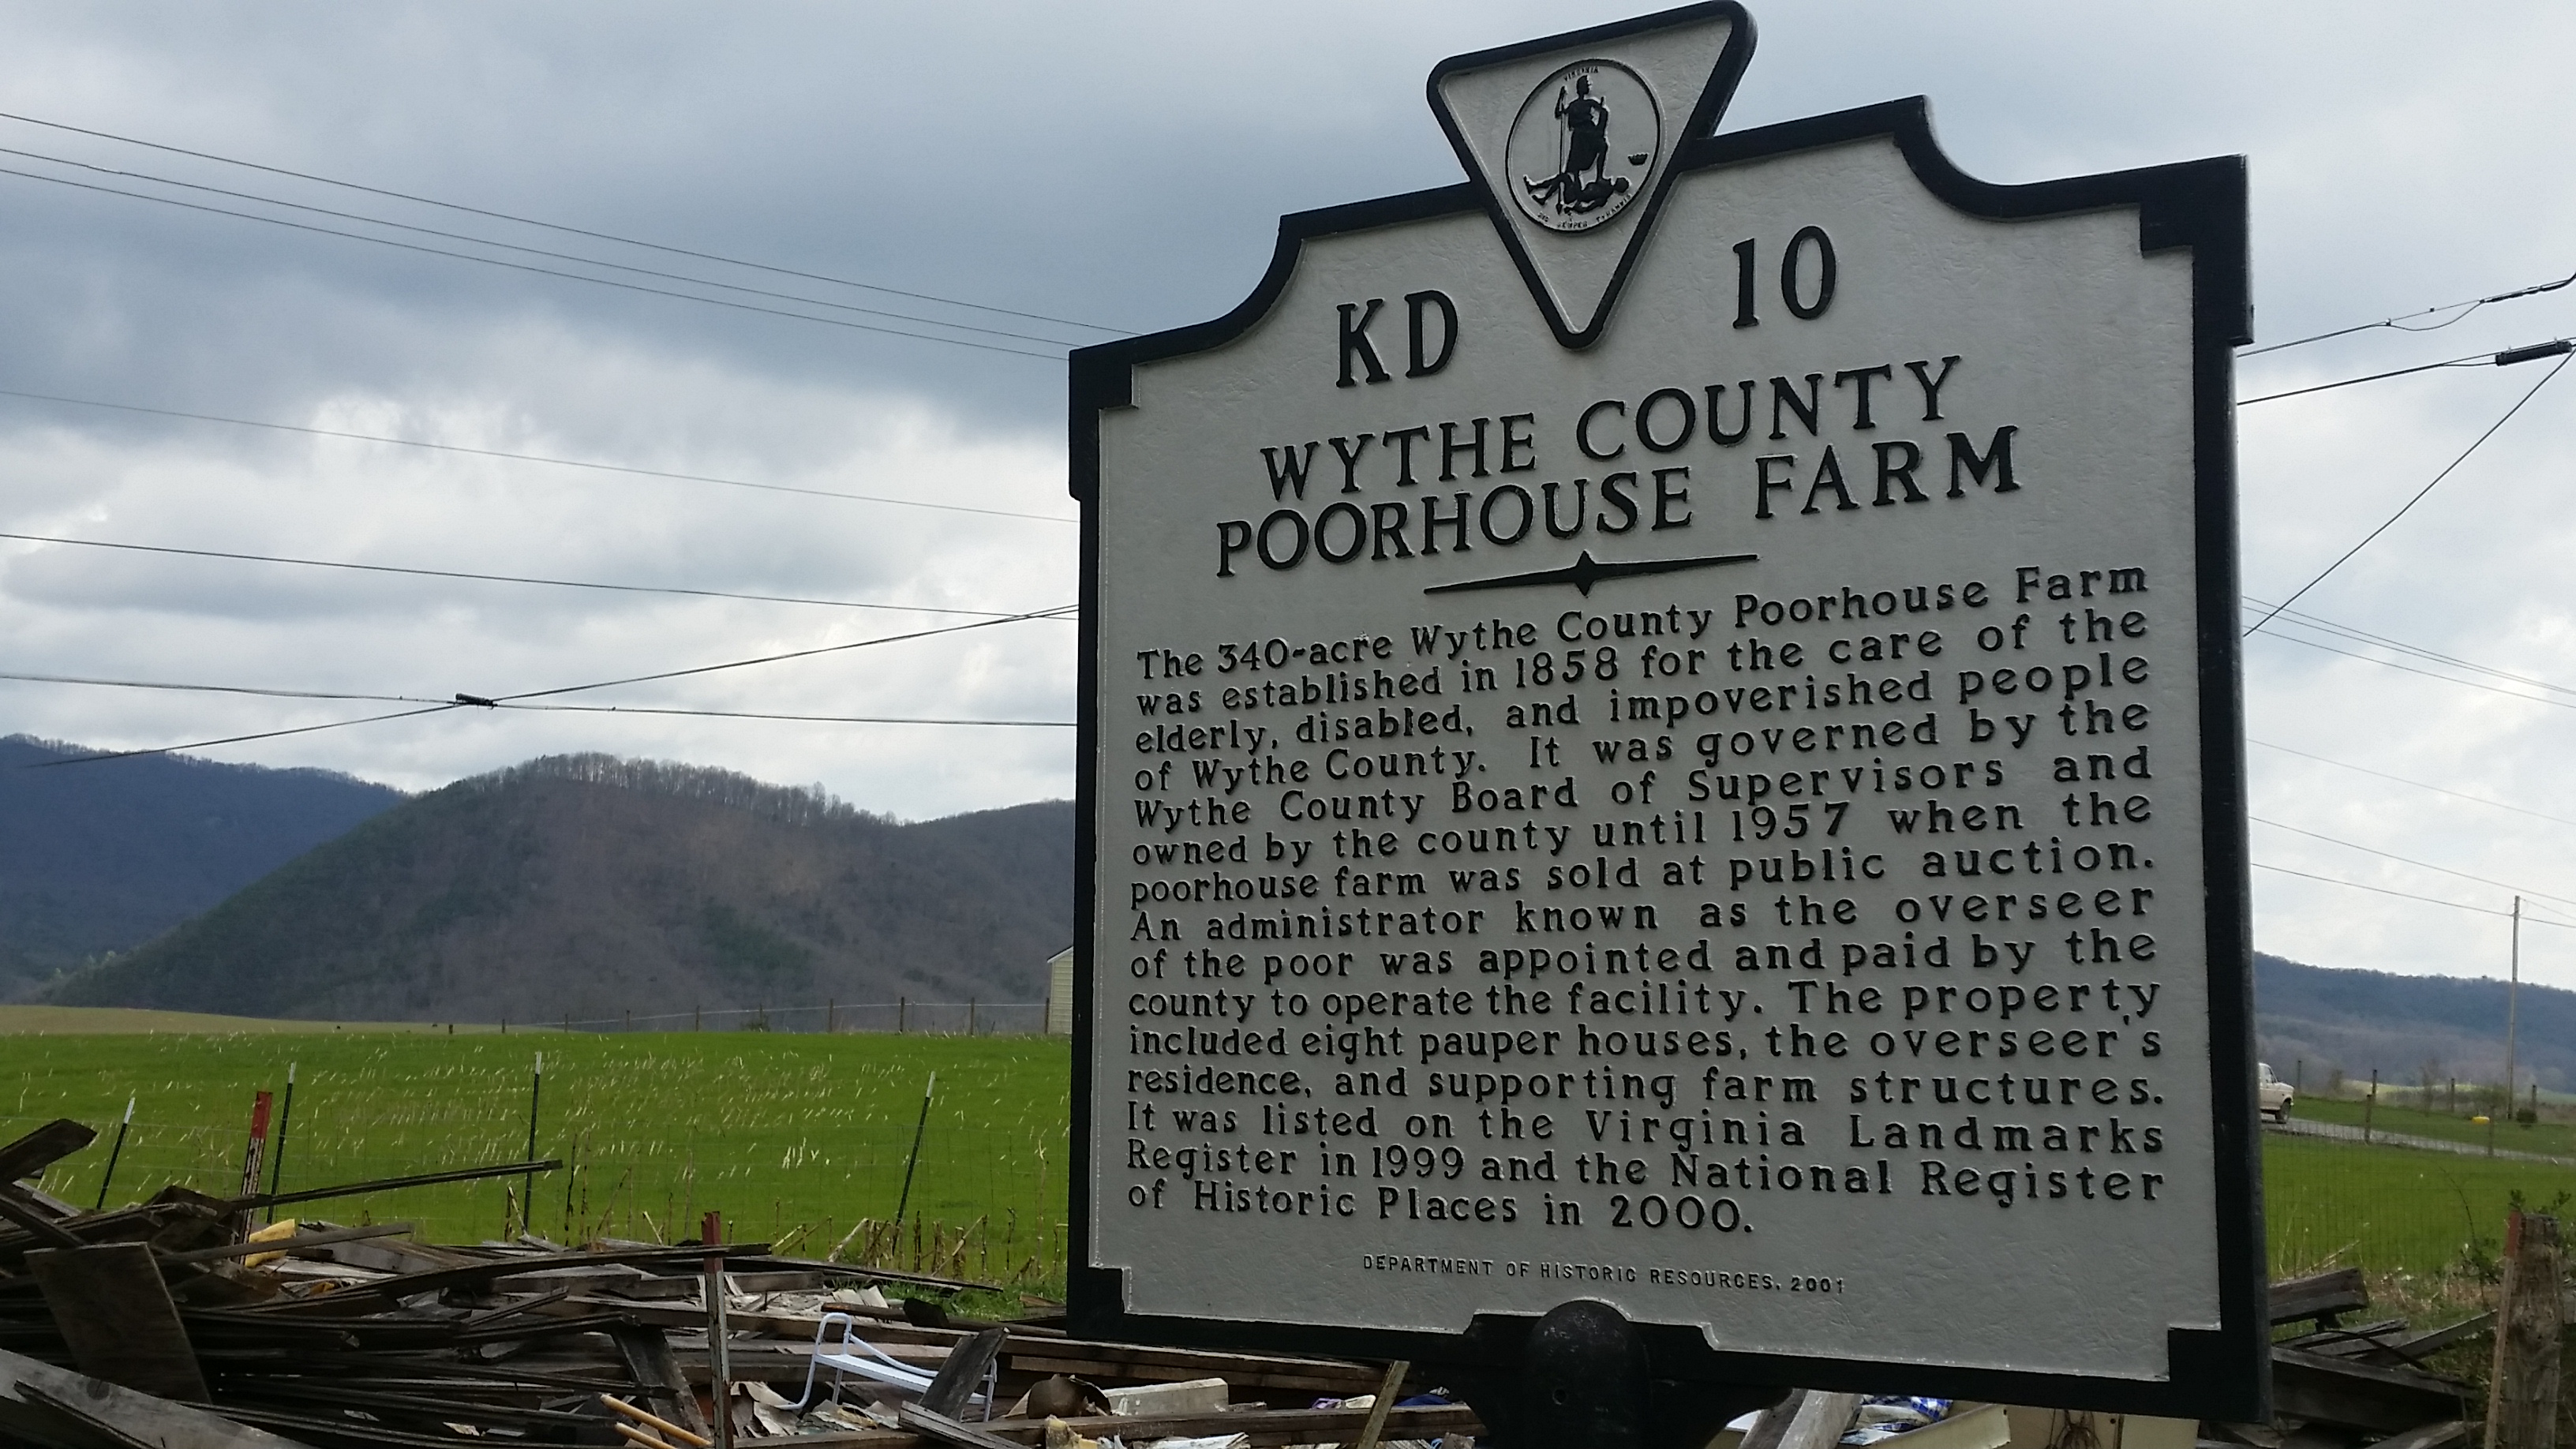 VIRGINIA
SIC SEMPER TYRANNIS
KD 10
WYTHE COUNTY
POORHOUSE FARM
The 340-acre Wythe County Poorhouse Farm
was established in 1858 for the care of the
elderly, disabled, and impoverished people
of Wythe County. It was governed by the
Wythe County Board of Supervisors and
owned by the county until 1957 when the
poorhouse farm was sold at public auction.
An administrator known as the overseer
of the poor was appointed and paid by the
county to operate the facility. The property
included eight pauper houses, the overseer's
residence, and supporting farm structures.
It was listed on the Virginia Landmarks
Register in 1999 and the National Register
of Historic Places in 2000.
DEPARTMENT OF HISTORIC RESOURCES, 2001